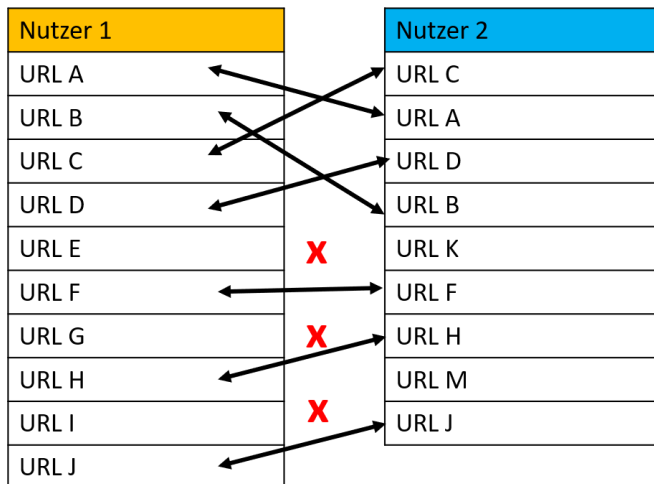 Nutzer 1
URL A
URL B
URL C
URL D
URL E
URL F
URL G
URL H
URL I
URL J
X
X
X
Nutzer 2
URL C
URL A
URL D
URL B
URL K
URL F
URL H
URL M
URL J